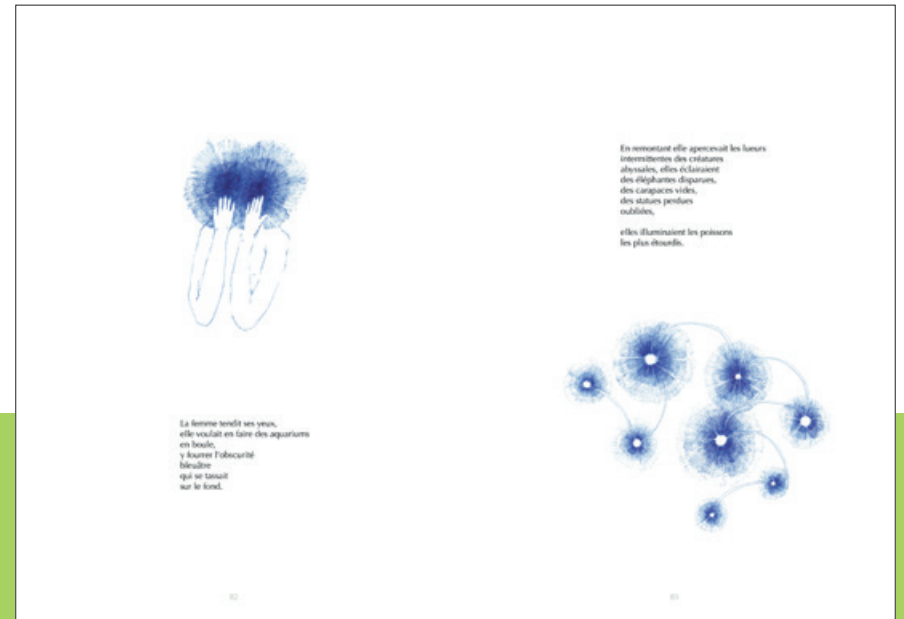 La femme tendit ses yeux,
elle voulait en faire des aquariums
en boule,
y fourrer l'obscurité
bleuâtre
qui se tassait
sur le fond.
82
En remontant elle apercevait les lueurs
intermittentes des créatures
abyssales, elles éclairaient
des éléphantes disparues,
des carapaces vides,
des statues perdues
oubliées,
elles illuminaient les poissons
les plus étourdis.
83